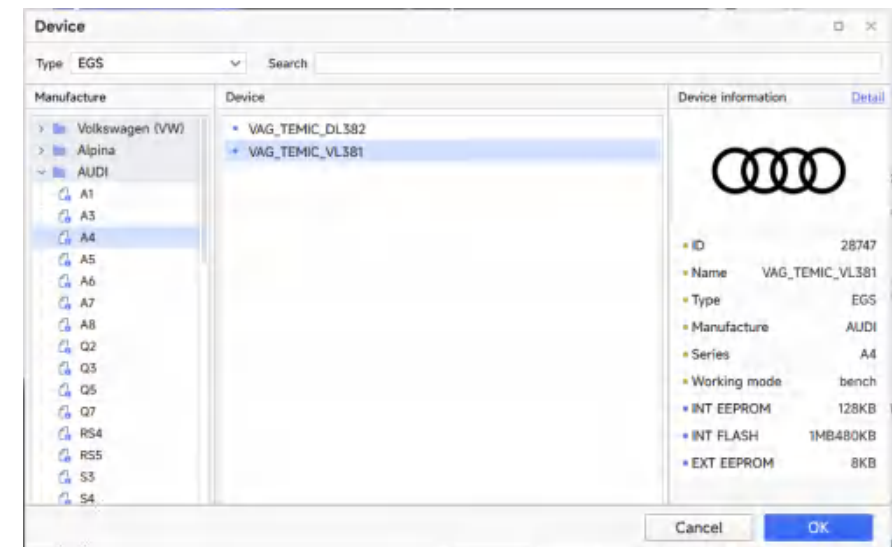 Device
Type EGS Search
Manufacture
Volkswagen (VW)
Alpina
AUDI
A1
A3
A4
A5
A6
A7
A8
Q2
Q3
Q5
Q7
RS4
RS5
S3
S4
Device
VAG_TEMIC_DL382
VAG_TEMIC_VL381
Device information Detail
ID 28747
Name VAG_TEMIC_VL381
Type EGS
Manufacture AUDI
Series A4
Working mode bench
INT EEPROM 128KB
INT FLASH 1MB480KB
EXT EEPROM 8KB
Cancel OK